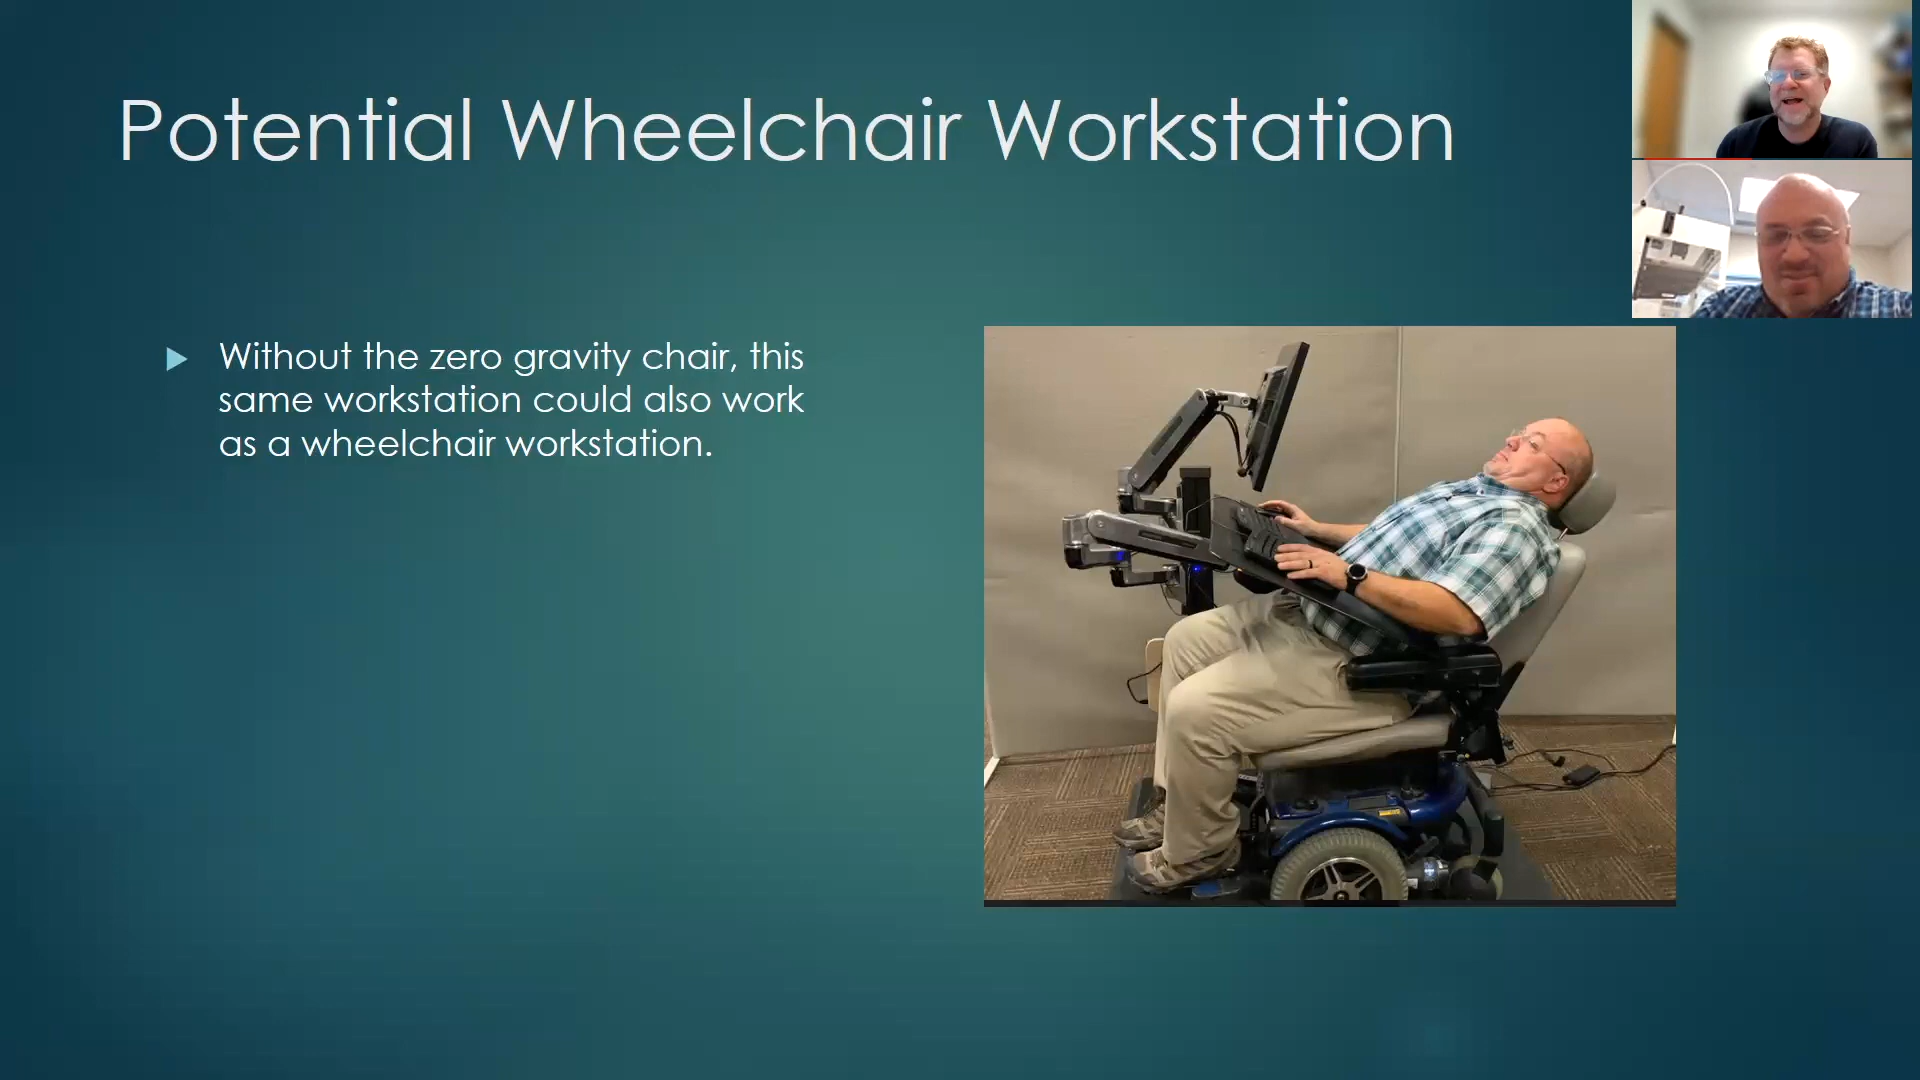 Potential Wheelchair Workstation
Without the zero gravity chair, this
same workstation could also work
as a wheelchair workstation.